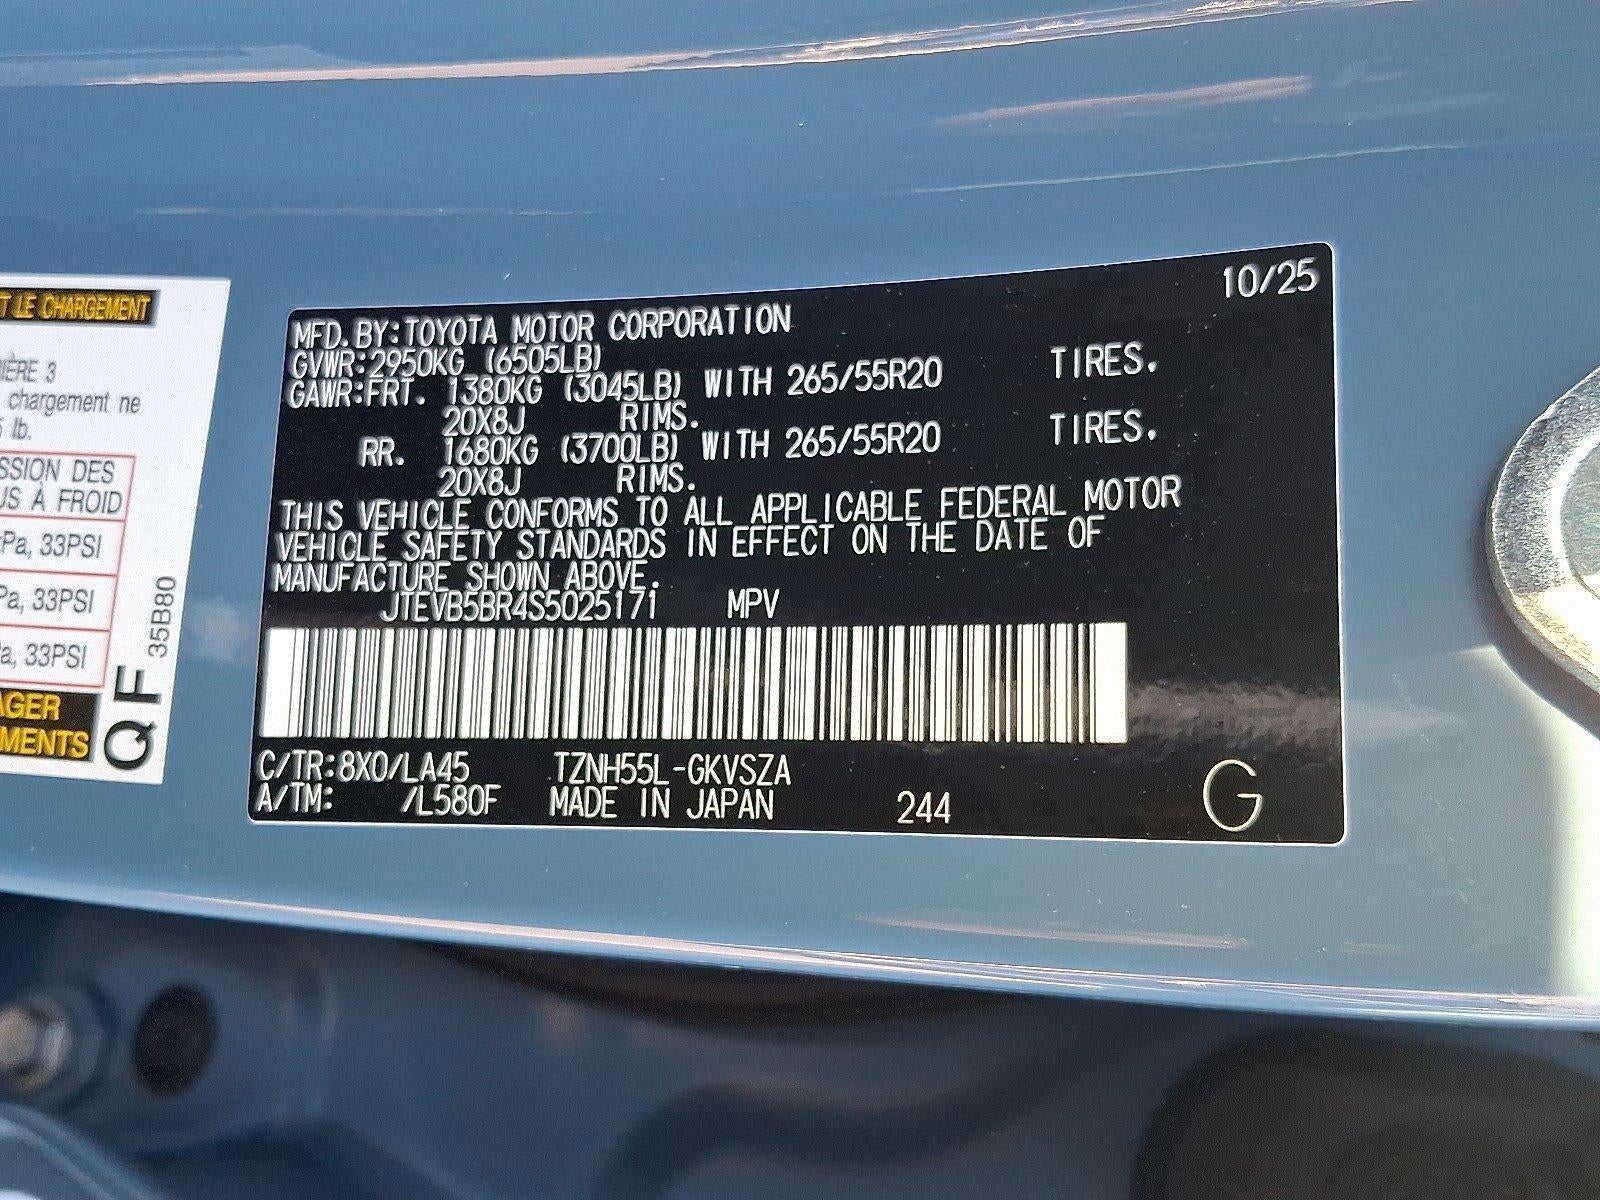 T LE CHARGEMENT
IÈRE 3
chargement ne
lb.
SSION DES
US À FROID
Pa, 33PSI
Pa, 33PSI
a, 33PSI
AGER
MENTS
QF
35B80
10/25
MFD.BY:TOYOTA MOTOR CORPORATION
GVWR:2950KG (6505LB)
GAWR:FRT. 1380KG (3045LB) WITH 265/55R20 TIRES.
20X8J RIMS.
RR. 1680KG (3700LB) WITH 265/55R20 TIRES.
20X8J RIMS.
THIS VEHICLE CONFORMS TO ALL APPLICABLE FEDERAL MOTOR
VEHICLE SAFETY STANDARDS IN EFFECT ON THE DATE OF
MANUFACTURE SHOWN ABOVE.
JTEVB5BR4S5025171 MPV
C/TR:8X0/LA45 TZNH55L-GKVSZA
A/TM: /L580F MADE IN JAPAN 244 G